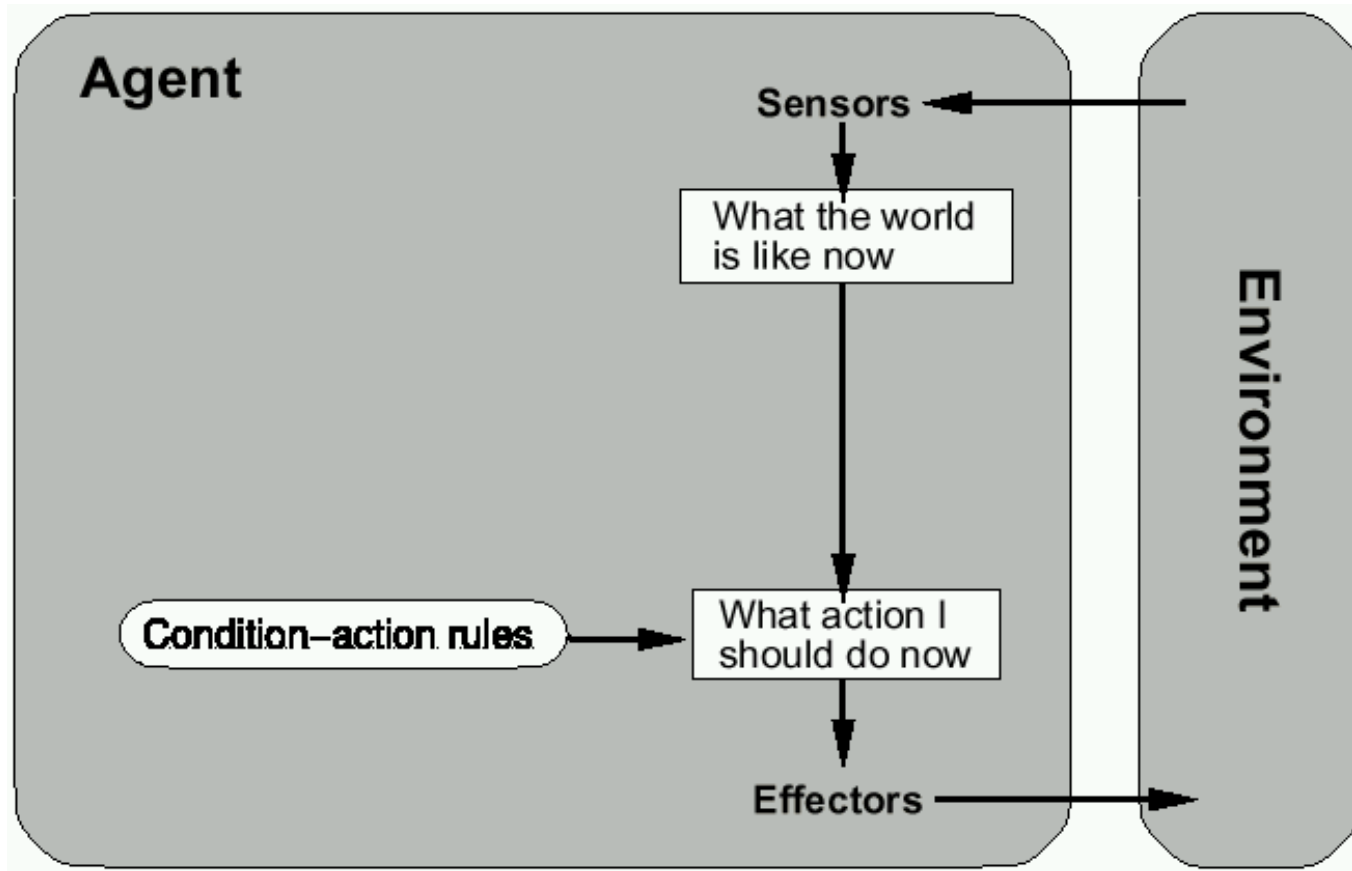 Agent
Sensors
What the world
is like now
Environment
Condition–action rules
What action I
should do now
Effectors